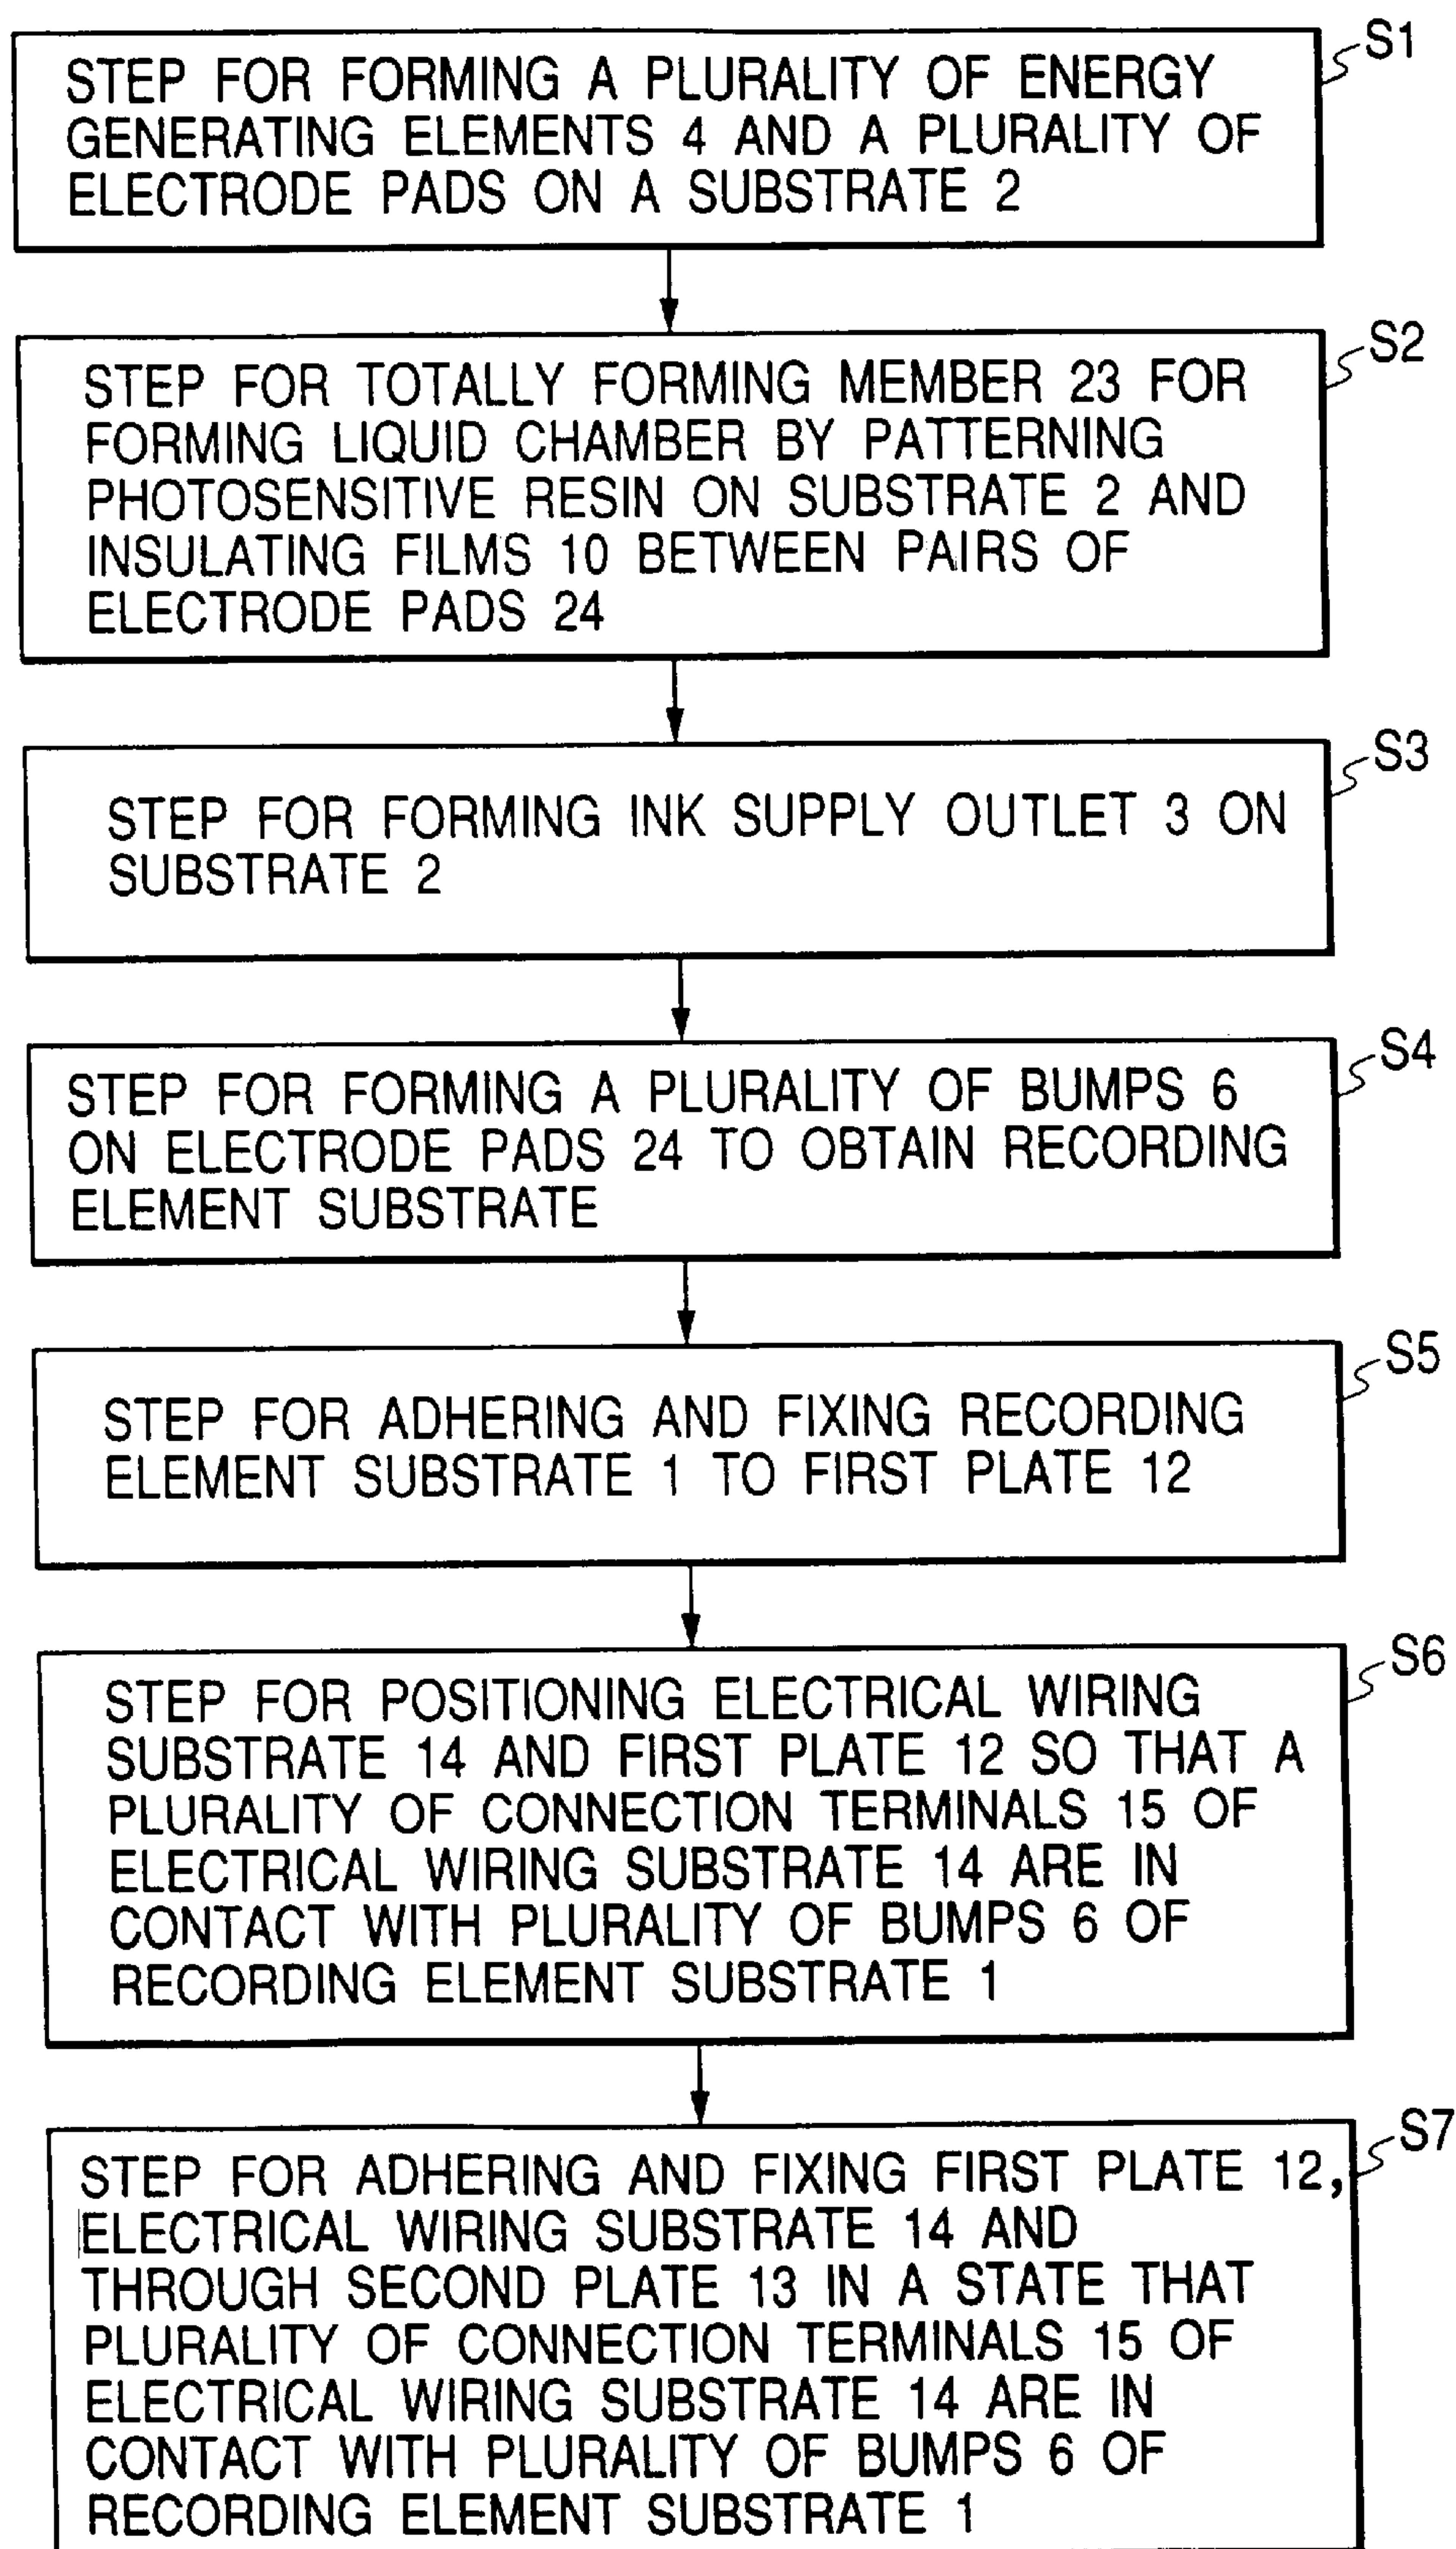 S1
STEP FOR FORMING A PLURALITY OF ENERGY
GENERATING ELEMENTS 4 AND A PLURALITY OF
ELECTRODE PADS ON A SUBSTRATE 2
S2
STEP FOR TOTALLY FORMING MEMBER 23 FOR
FORMING LIQUID CHAMBER BY PATTERNING
PHOTOSENSITIVE RESIN ON SUBSTRATE 2 AND
INSULATING FILMS 10 BETWEEN PAIRS OF
ELECTRODE PADS 24
S3
STEP FOR FORMING INK SUPPLY OUTLET 3 ON
SUBSTRATE 2
S4
STEP FOR FORMING A PLURALITY OF BUMPS 6
ON ELECTRODE PADS 24 TO OBTAIN RECORDING
ELEMENT SUBSTRATE
S5
STEP FOR ADHERING AND FIXING RECORDING
ELEMENT SUBSTRATE 1 TO FIRST PLATE 12
S6
STEP FOR POSITIONING ELECTRICAL WIRING
SUBSTRATE 14 AND FIRST PLATE 12 SO THAT A
PLURALITY OF CONNECTION TERMINALS 15 OF
ELECTRICAL WIRING SUBSTRATE 14 ARE IN
CONTACT WITH PLURALITY OF BUMPS 6 OF
RECORDING ELEMENT SUBSTRATE 1
S7
STEP FOR ADHERING AND FIXING FIRST PLATE 12,
ELECTRICAL WIRING SUBSTRATE 14 AND
THROUGH SECOND PLATE 13 IN A STATE THAT
PLURALITY OF CONNECTION TERMINALS 15 OF
ELECTRICAL WIRING SUBSTRATE 14 ARE IN
CONTACT WITH PLURALITY OF BUMPS 6 OF
RECORDING ELEMENT SUBSTRATE 1